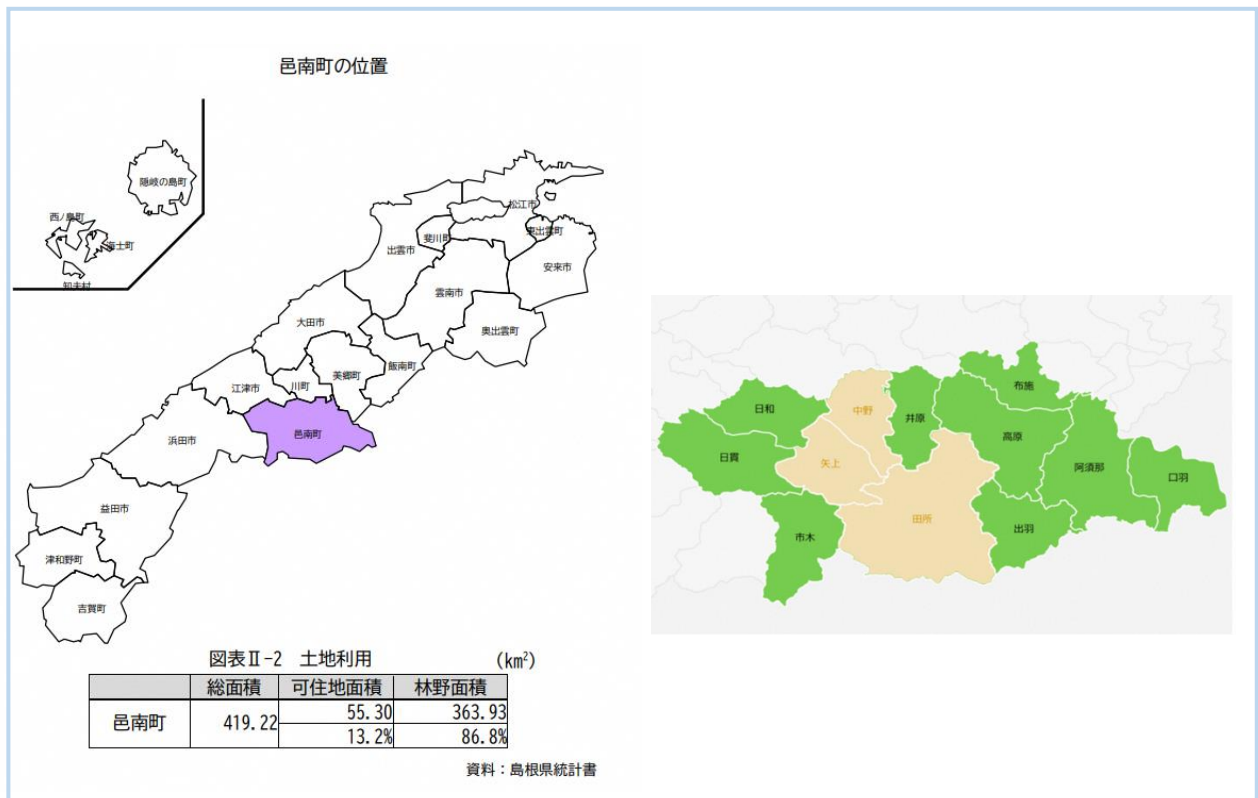 邑南町の位置
隠岐の島町
西ノ島町
海士町
知夫村
松江市
東出雲町
出雲市
斐川町
安来市
雲南市
奥出雲町
大田市
飯南町
美郷町
川町
江津市
邑南町
浜田市
益田市
津和野町
吉賀町
布施
日和
中野
井原
高原
日貫
矢上
阿須那
口羽
田所
市木
出羽
図表Ⅱ-2 土地利用 (km²)
総面積 可住地面積 林野面積
邑南町 419.22 55.30 363.93
13.2% 86.8%
資料：島根県統計書